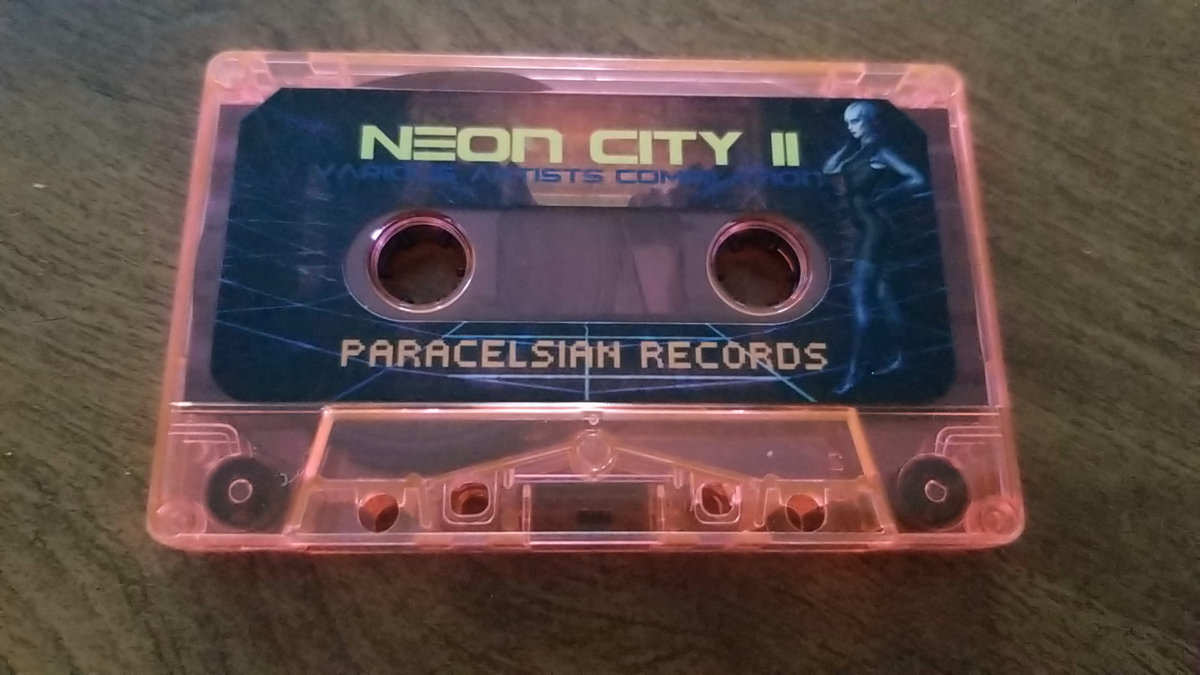 NEON CITY II
VARIOUS ARTISTS COMPILATION
PARACELSIAN RECORDS